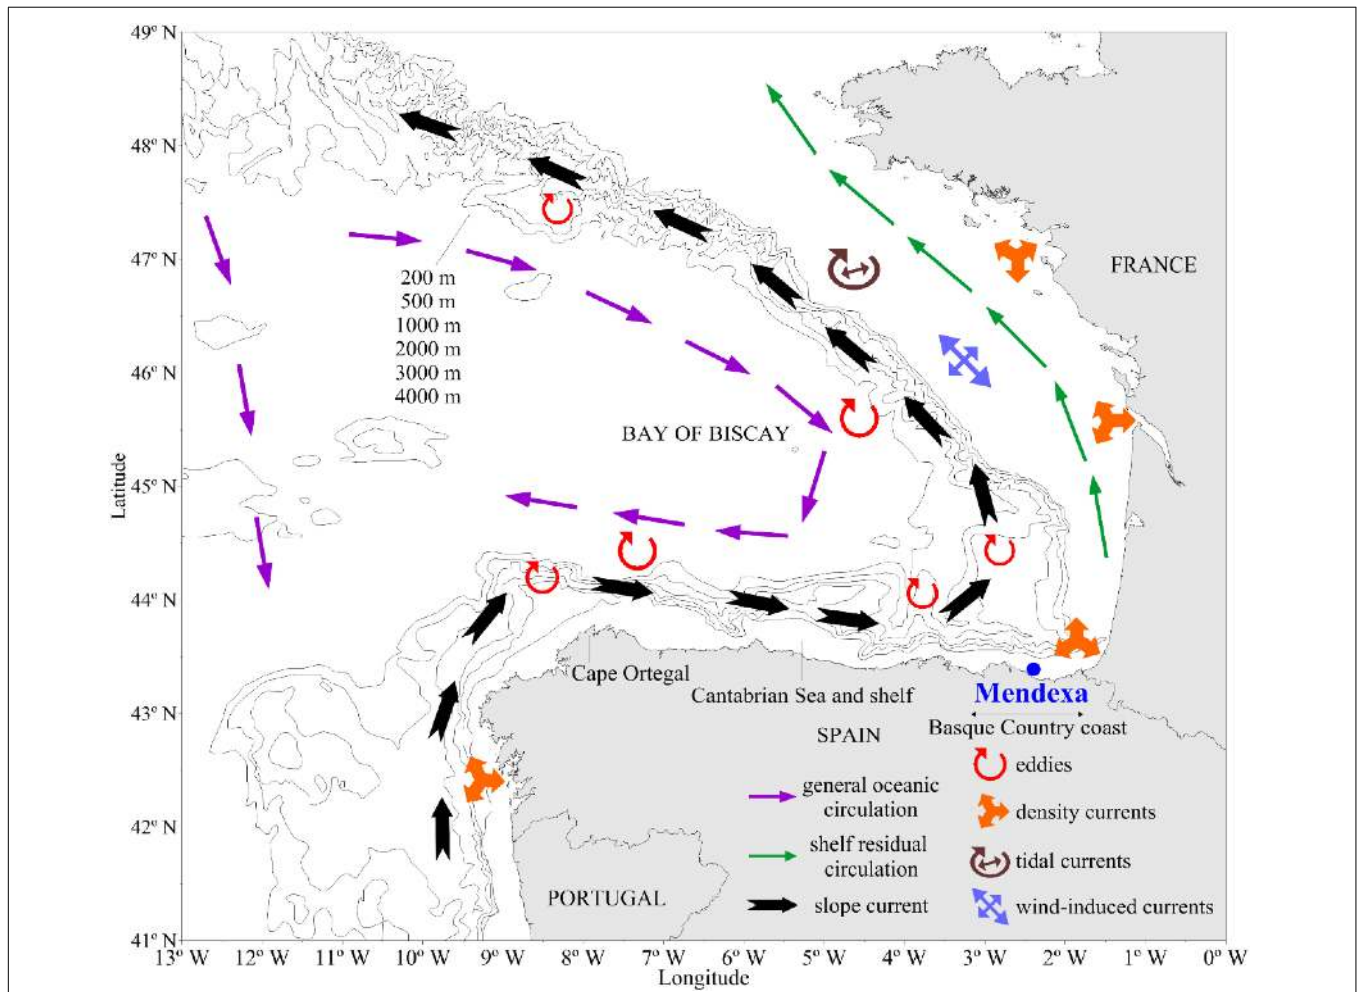 49° N
48° N
47° N
46° N
45° N
44° N
43° N
42° N
41° N
Latitude
200 m
500 m
1000 m
2000 m
3000 m
4000 m
FRANCE
BAY OF BISCAY
Cape Ortegal
Cantabrian Sea and shelf
Mendexa
Basque Country coast
SPAIN
PORTUGAL
general oceanic
circulation
shelf residual
circulation
slope current
eddies
density currents
tidal currents
wind-induced currents
13° W 12° W 11° W 10° W 9° W 8° W 7° W 6° W 5° W 4° W 3° W 2° W 1° W 0° W
Longitude